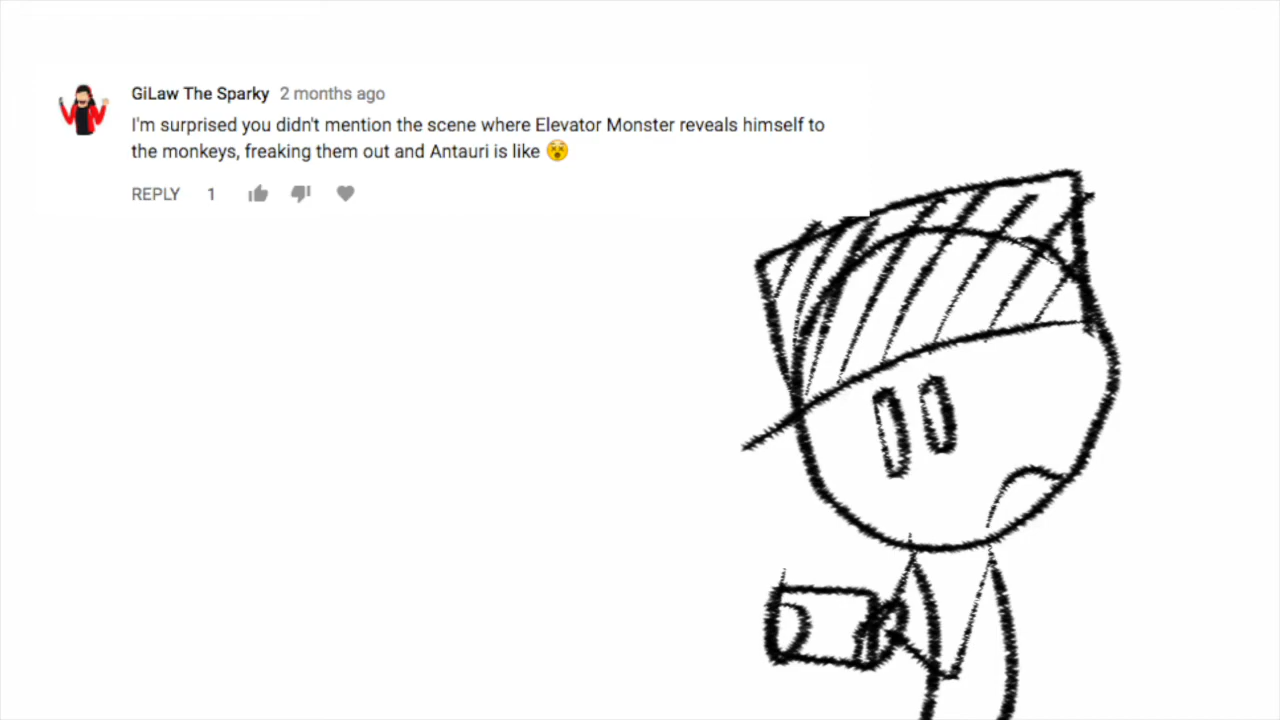 GiLaw The Sparky 2 months ago
I'm surprised you didn't mention the scene where Elevator Monster reveals himself to
the monkeys, freaking them out and Antauri is like 😵
REPLY 1